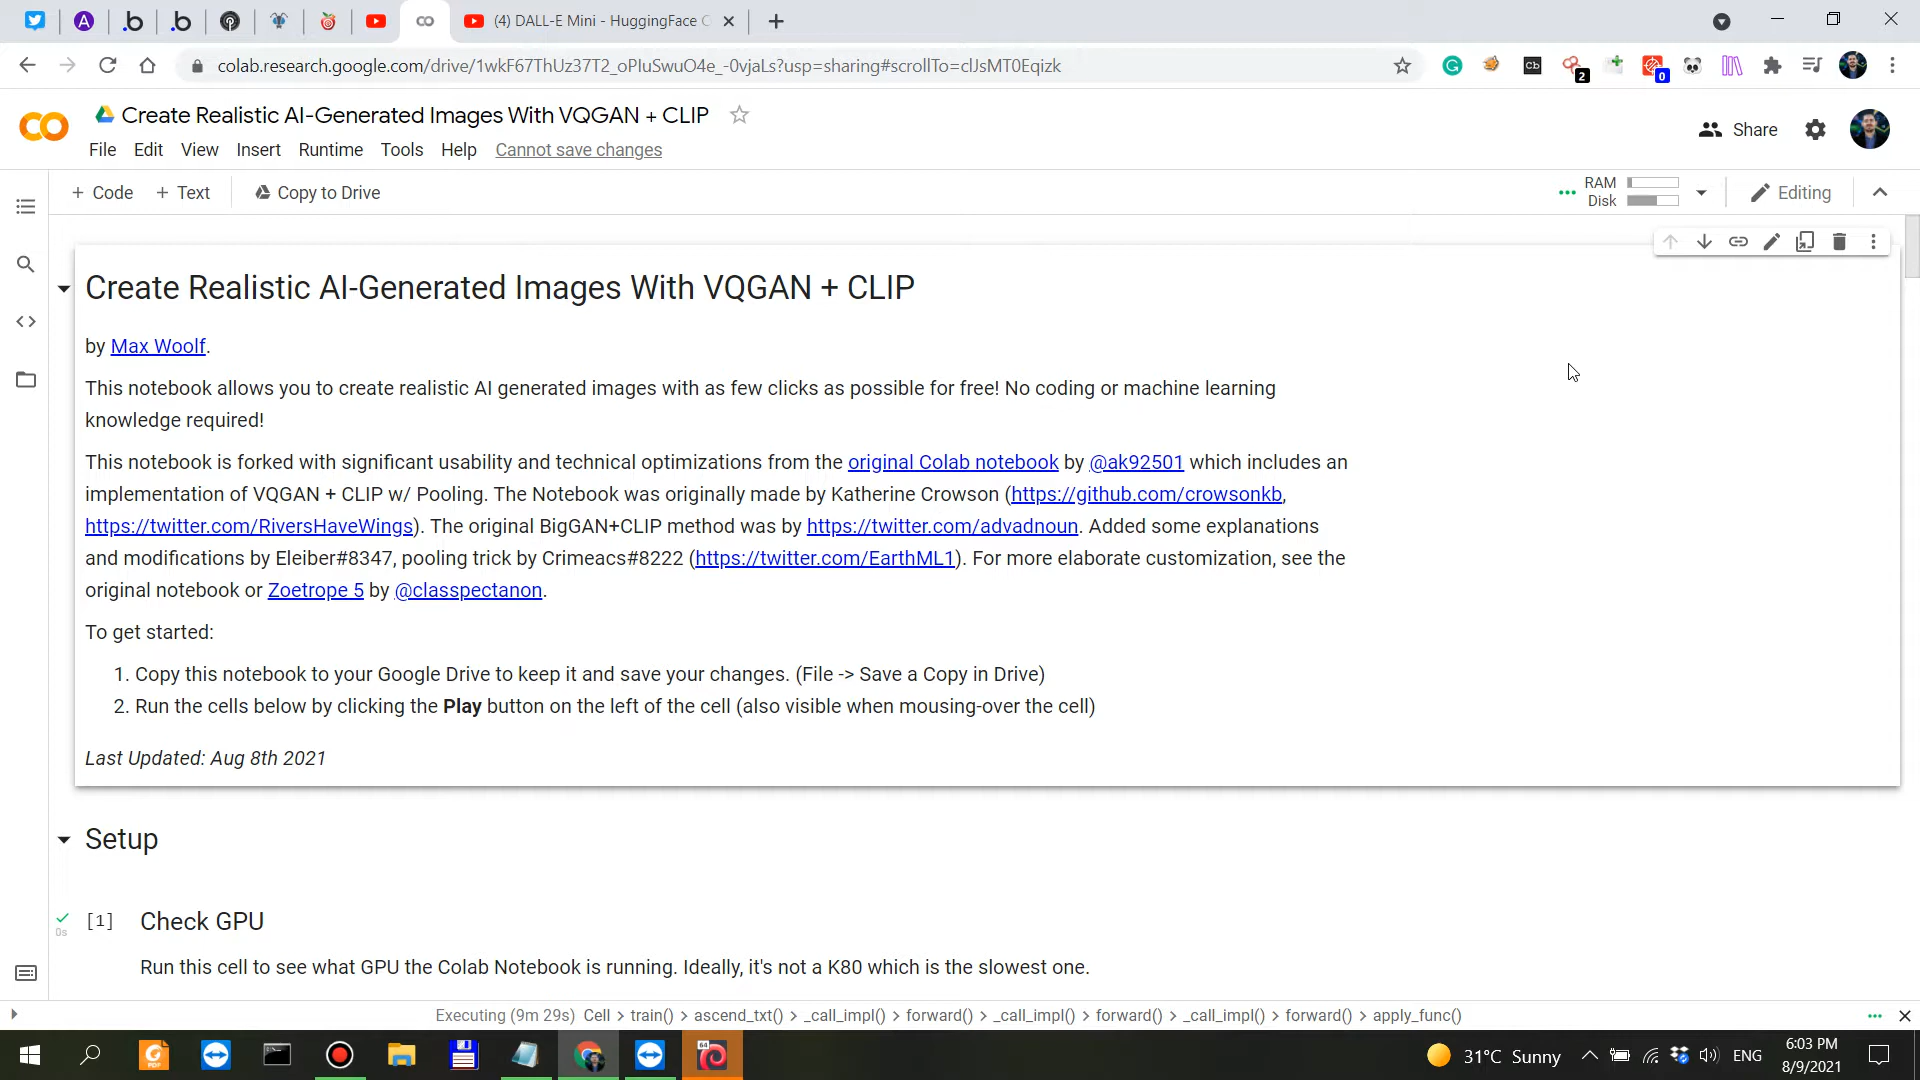 (4) DALL-E Mini - HuggingFace C
colab.research.google.com/drive/1wkF67ThUz37T2_oPIuSwuO4e_-0vjaLs?usp=sharing#scrollTo=clJsMT0Eqizk
Cb
2
0
Create Realistic AI-Generated Images With VQGAN + CLIP
File Edit View Insert Runtime Tools Help Cannot save changes
Share
+ Code + Text Copy to Drive
RAM
Disk
Editing
Create Realistic AI-Generated Images With VQGAN + CLIP
by Max Woolf.
This notebook allows you to create realistic AI generated images with as few clicks as possible for free! No coding or machine learning
knowledge required!
This notebook is forked with significant usability and technical optimizations from the original Colab notebook by @ak92501 which includes an
implementation of VQGAN + CLIP w/ Pooling. The Notebook was originally made by Katherine Crowson (https://github.com/crowsonkb,
https://twitter.com/RiversHaveWings). The original BigGAN+CLIP method was by https://twitter.com/advadnoun. Added some explanations
and modifications by Eleiber#8347, pooling trick by Crimeacs#8222 (https://twitter.com/EarthML1). For more elaborate customization, see the
original notebook or Zoetrope 5 by @classpectanon.
To get started:
1. Copy this notebook to your Google Drive to keep it and save your changes. (File -> Save a Copy in Drive)
2. Run the cells below by clicking the Play button on the left of the cell (also visible when mousing-over the cell)
Last Updated: Aug 8th 2021
Setup
[1] Check GPU
0s
Run this cell to see what GPU the Colab Notebook is running. Ideally, it's not a K80 which is the slowest one.
Executing (9m 29s) Cell > train() > ascend_txt() > _call_impl() > forward() > _call_impl() > forward() > _call_impl() > forward() > apply_func()
31°C Sunny
ENG
6:03 PM
8/9/2021